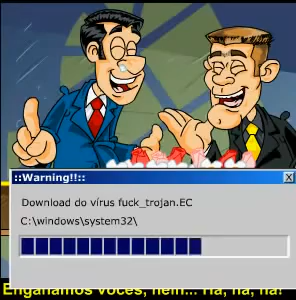 ::Warning!!::
Download do vírus fuck_trojan.EC
C:\windows\system32\
Enganamos vocês, hein... Ha, ha, ha!